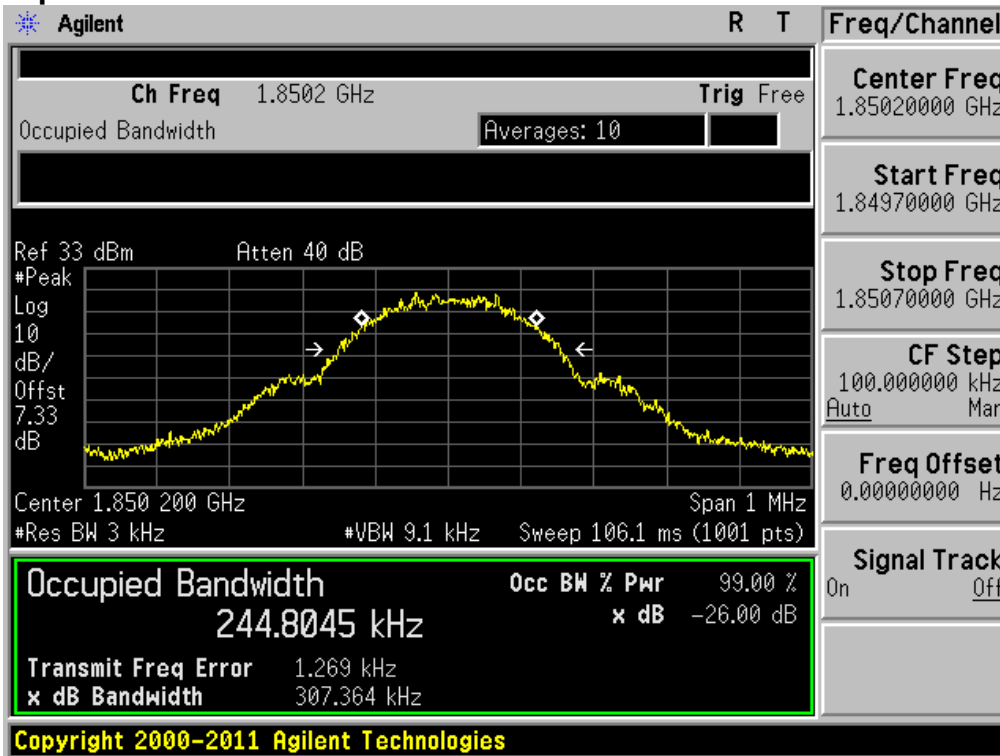 Agilent R T Freq/Channel
Ch Freq 1.8502 GHz Trig Free
Occupied Bandwidth Averages: 10
Center Freq
1.85020000 GHz
Start Freq
1.84970000 GHz
Stop Freq
1.85070000 GHz
CF Step
100.000000 kHz
Auto Man
Freq Offset
0.00000000 Hz
Signal Track
On Off
Ref 33 dBm Atten 40 dB
#Peak
Log
10
dB/
Offst
7.33
dB
Center 1.850 200 GHz Span 1 MHz
#Res BW 3 kHz #VBW 9.1 kHz Sweep 106.1 ms (1001 pts)
Occupied Bandwidth Occ BW % Pwr 99.00 %
244.8045 kHz x dB -26.00 dB
Transmit Freq Error 1.269 kHz
x dB Bandwidth 307.364 kHz
Copyright 2000-2011 Agilent Technologies